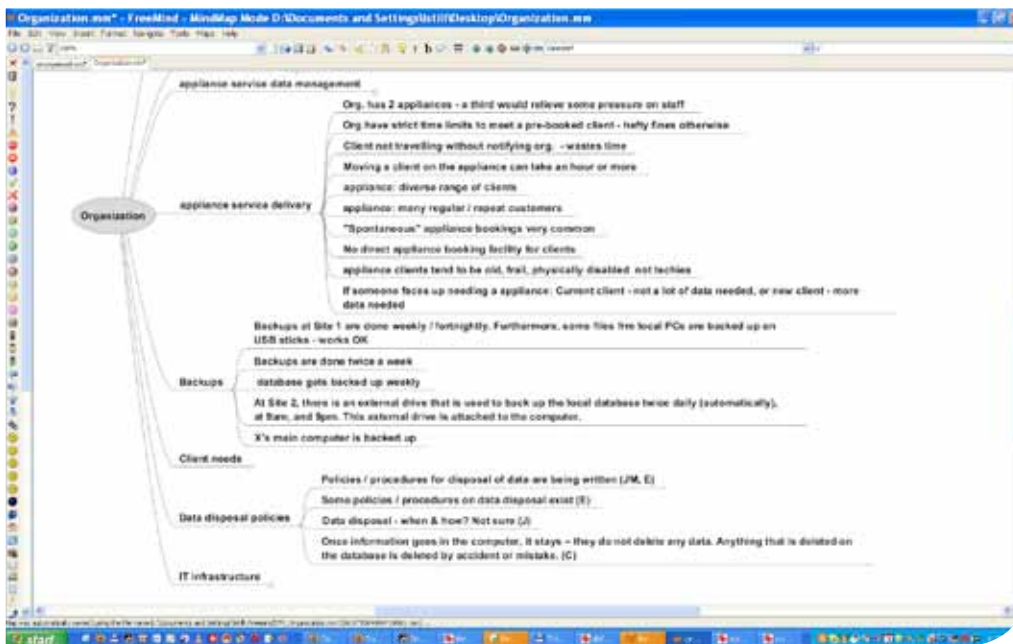 Organization.mm* - FreeMind - MindMap Mode D:\Documents and Settings\still\Desktop\Organization.mm
File Edit View Insert Format Navigate Tools Maps Help
appliance service data management
Org. has 2 appliances - a third would relieve some pressure on staff
Org have strict time limits to meet a pre-booked client - hefty fines otherwise
Client not travelling without notifying org. - wastes time
Moving a client on the appliance can take an hour or more
appliance: diverse range of clients
appliance service delivery
appliance: many regular / repeat customers
Organization
"Spontaneous" appliance bookings very common
No direct appliance booking facility for clients
appliance clients tend to be old, frail, physically disabled not techies
If someone faces up needing a appliance: Current client - not a lot of data needed, or new client - more
data needed
Backups at Site 1 are done weekly / fortnightly. Furthermore, some files frm local PCs are backed up on
USB sticks - works OK
Backups are done twice a week
Backups
database gets backed up weekly
At Site 2, there is an external drive that is used to back up the local database twice daily (automatically),
at 9am, and 9pm. This external drive is attached to the computer.
X's main computer is backed up
Client needs
Policies / procedures for disposal of data are being written (JM, E)
Some policies / procedures on data disposal exist (E)
Data disposal policies
Data disposal - when & how? Not sure (J)
Once information goes in the computer, it stays – they do not delete any data. Anything that is deleted on
the database is deleted by accident or mistake. (C)
IT infrastructure
start